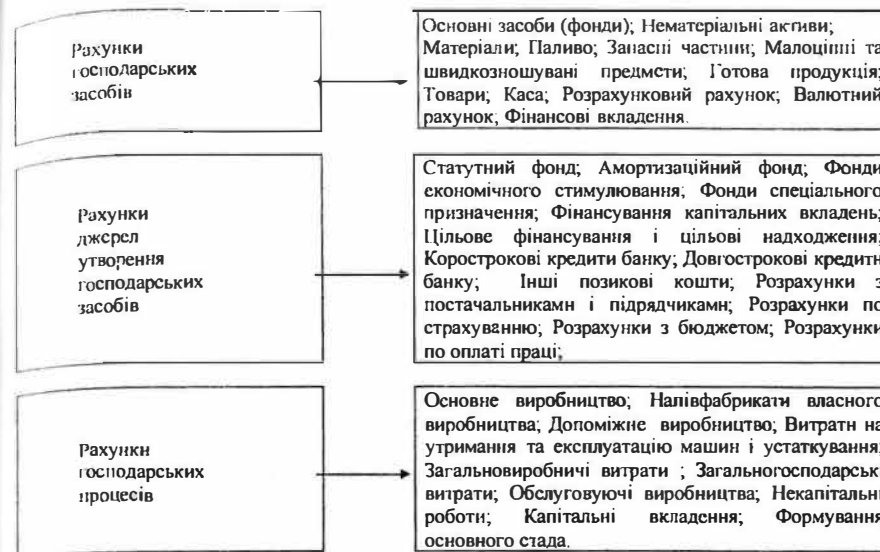 Рахунки
господарських
засобів
Основні засоби (фонди); Нематеріальні активи;
Матеріали; Паливо; Запасні частини; Малоцінні та
швидкозношувані предмети; Готова продукція;
Товари; Каса; Розрахунковий рахунок; Валютний
рахунок; Фінансові вкладення.
Рахунки
джерел
утворення
господарських
засобів
Статутний фонд; Амортизаційний фонд; Фонди
економічного стимулювання; Фонди спеціального
призначення; Фінансування капітальних вкладень;
Цільове фінансування і цільові надходження;
Корострокові кредити банку; Довгострокові кредити
банку; Інші позикові кошти; Розрахунки з
постачальниками і підрядчиками; Розрахунки по
страхуванню; Розрахунки з бюджетом; Розрахунки
по оплаті праці;
Рахунки
господарських
процесів
Основне виробництво; Напівфабрикати власного
виробництва; Допоміжне виробництво; Витрати на
утримання та експлуатацію машин і устаткування;
Загальновиробничі витрати ; Загальногосподарські
витрати; Обслуговуючі виробництва; Некапітальні
роботи; Капітальні вкладення; Формування
основного стада.